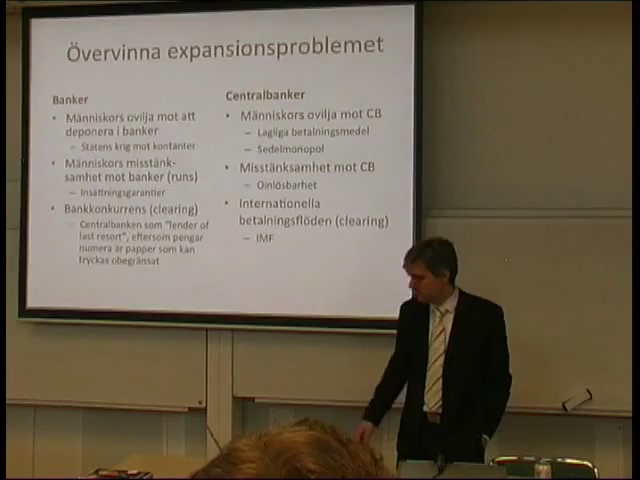 Övervinna expansionsproblemet
Banker
• Människors ovilja mot att
deponera i banker
– Statens krig mot kontanter
• Människors misstänk-
samhet mot banker (runs)
– Insättningsgarantier
• Bankkonkurrens (clearing)
– Centralbanken som "lender of
last resort", eftersom pengar
numera är papper som kan
tryckas obegränsat
Centralbanker
• Människors ovilja mot CB
– Lagliga betalningsmedel
– Sedelmonopol
• Misstänksamhet mot CB
– Oinlösbarhet
• Internationella
betalningsflöden (clearing)
– IMF